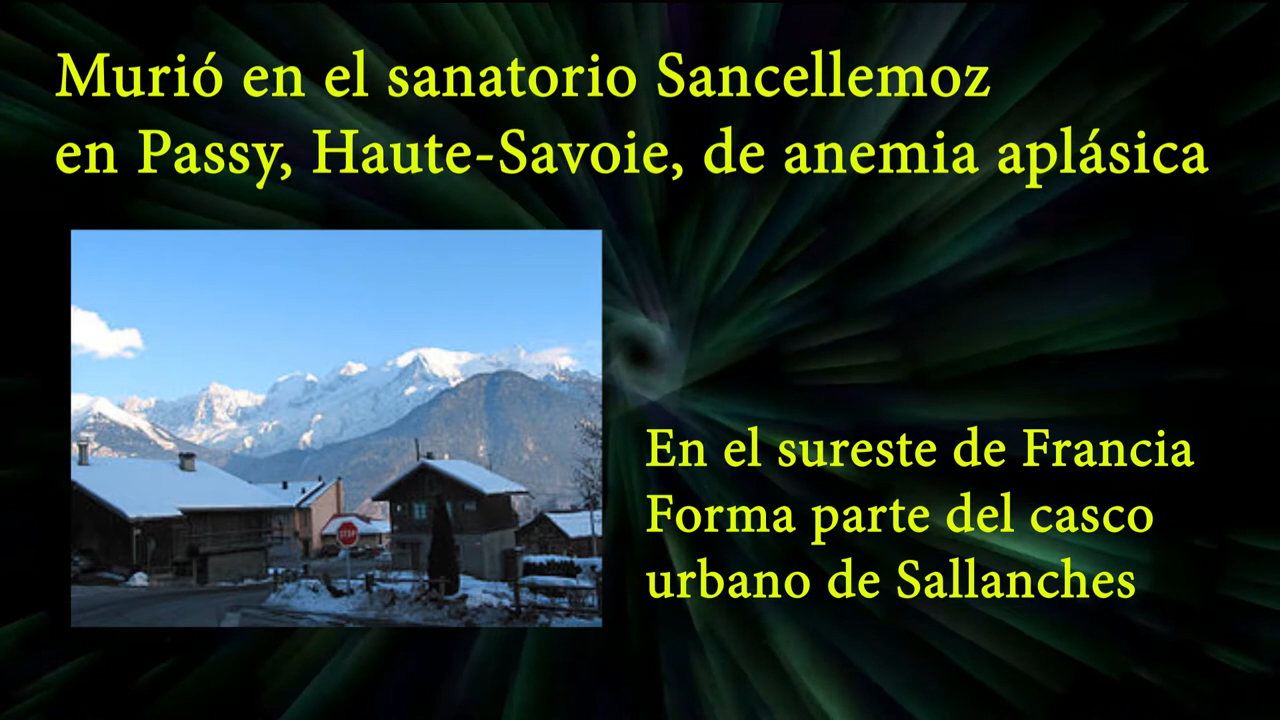 Murió en el sanatorio Sancellemoz
en Passy, Haute-Savoie, de anemia aplásica
STOP
En el sureste de Francia
Forma parte del casco
urbano de Sallanches